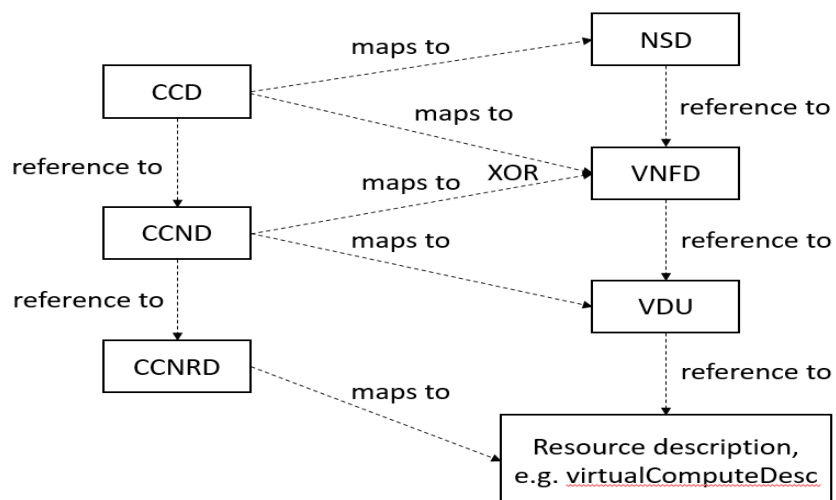 NSD
maps to
CCD
maps to
reference to
reference to
XOR
VNFD
maps to
CCND
maps to
reference to
reference to
VDU
CCNRD
maps to
reference to
Resource description,
e.g. virtualComputeDesc